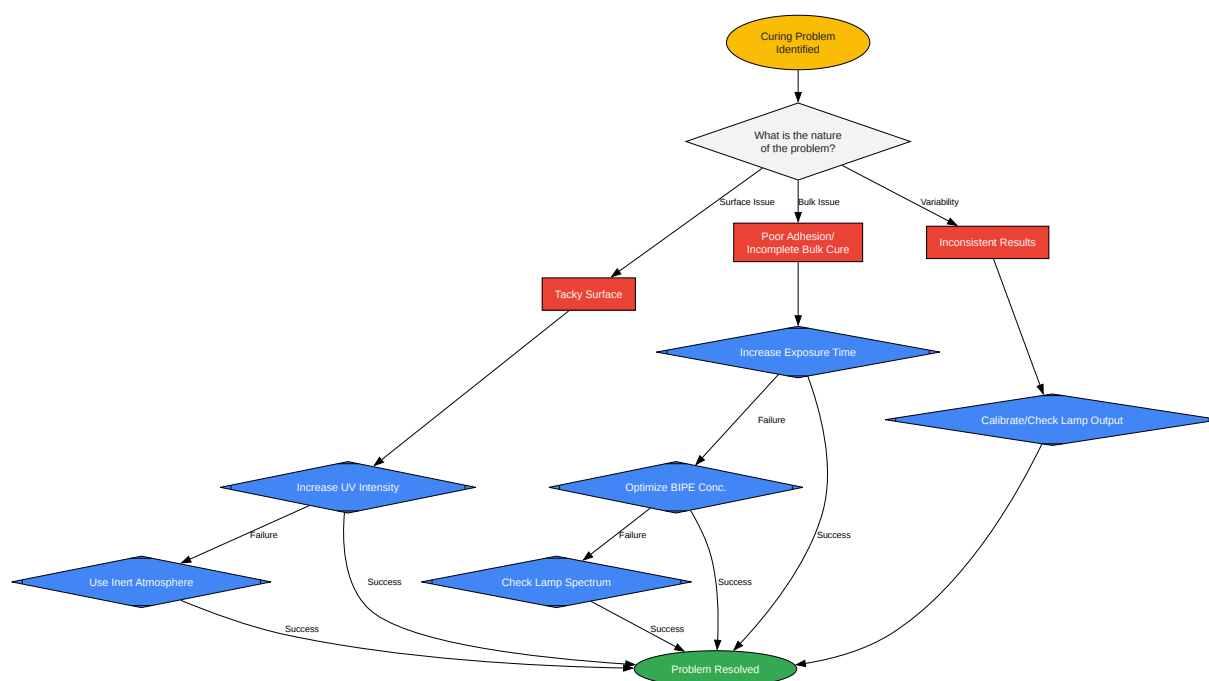 Curing Problem
Identified
What is the nature
of the problem?
Surface Issue
Bulk Issue
Variability
Poor Adhesion/
Incomplete Bulk Cure
Inconsistent Results
Tacky Surface
Increase Exposure Time
Failure
Calibrate/Check Lamp Output
Increase UV Intensity
Optimize BIPE Conc.
Failure
Failure
Success
Use Inert Atmosphere
Success
Check Lamp Spectrum
Success
Success
Success
Problem Resolved